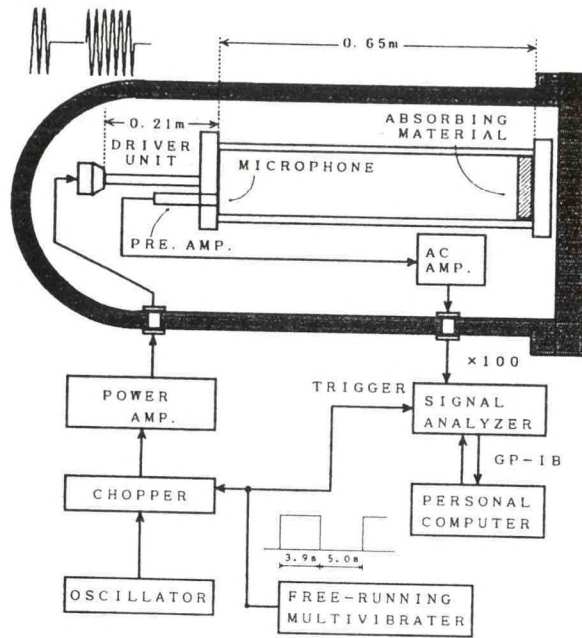 0.65m
0.21m
DRIVER
UNIT
ABSORBING
MATERIAL
MICROPHONE
PRE. AMP.
AC
AMP.
×100
POWER
AMP.
TRIGGER
SIGNAL
ANALYZER
GP-IB
CHOPPER
PERSONAL
COMPUTER
3.9s 5.0s
OSCILLATOR
FREE-RUNNING
MULTIVIBRATER